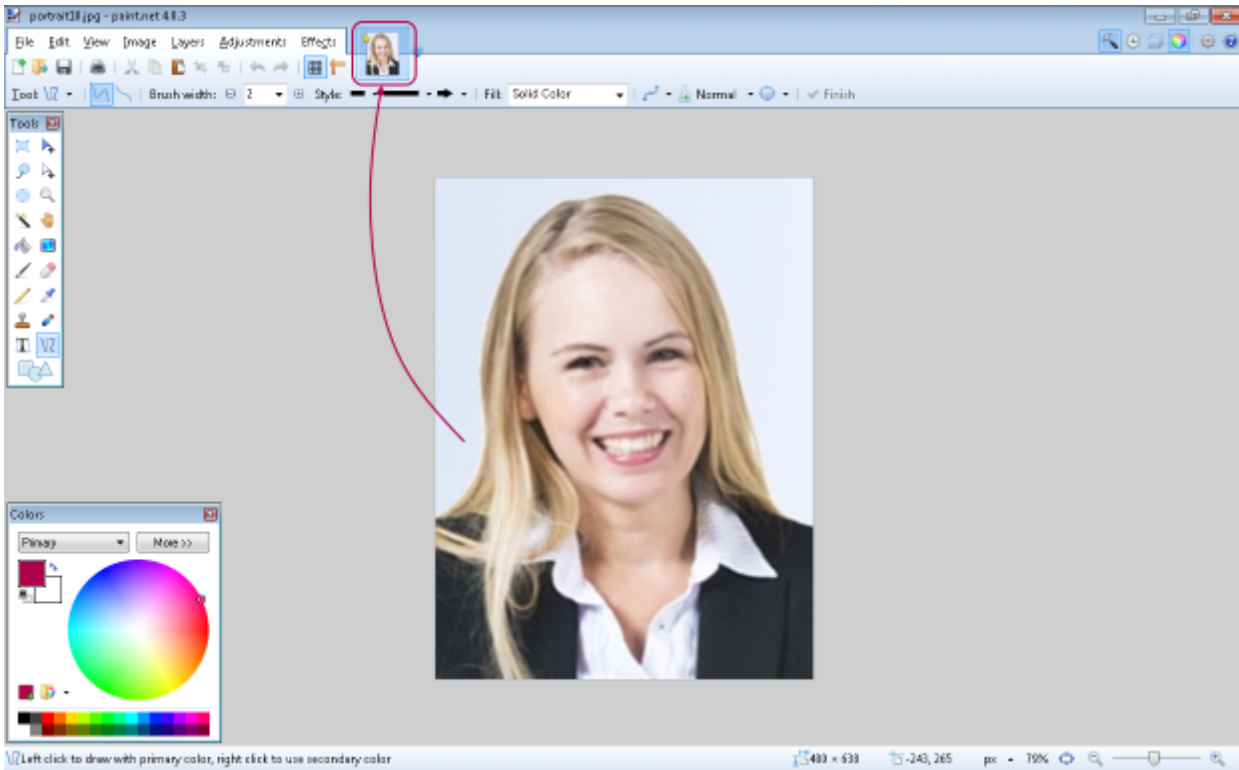 portrait18.jpg - paint.net 4.0.3
File Edit View Image Layers Adjustments Effects
Tool: Brush width: 2 Style: Fill: Solid Color Normal Finish
Tools
Colors
Primary More >>
Left click to draw with primary color, right click to use secondary color 480 × 638 -243, 265 px 79%